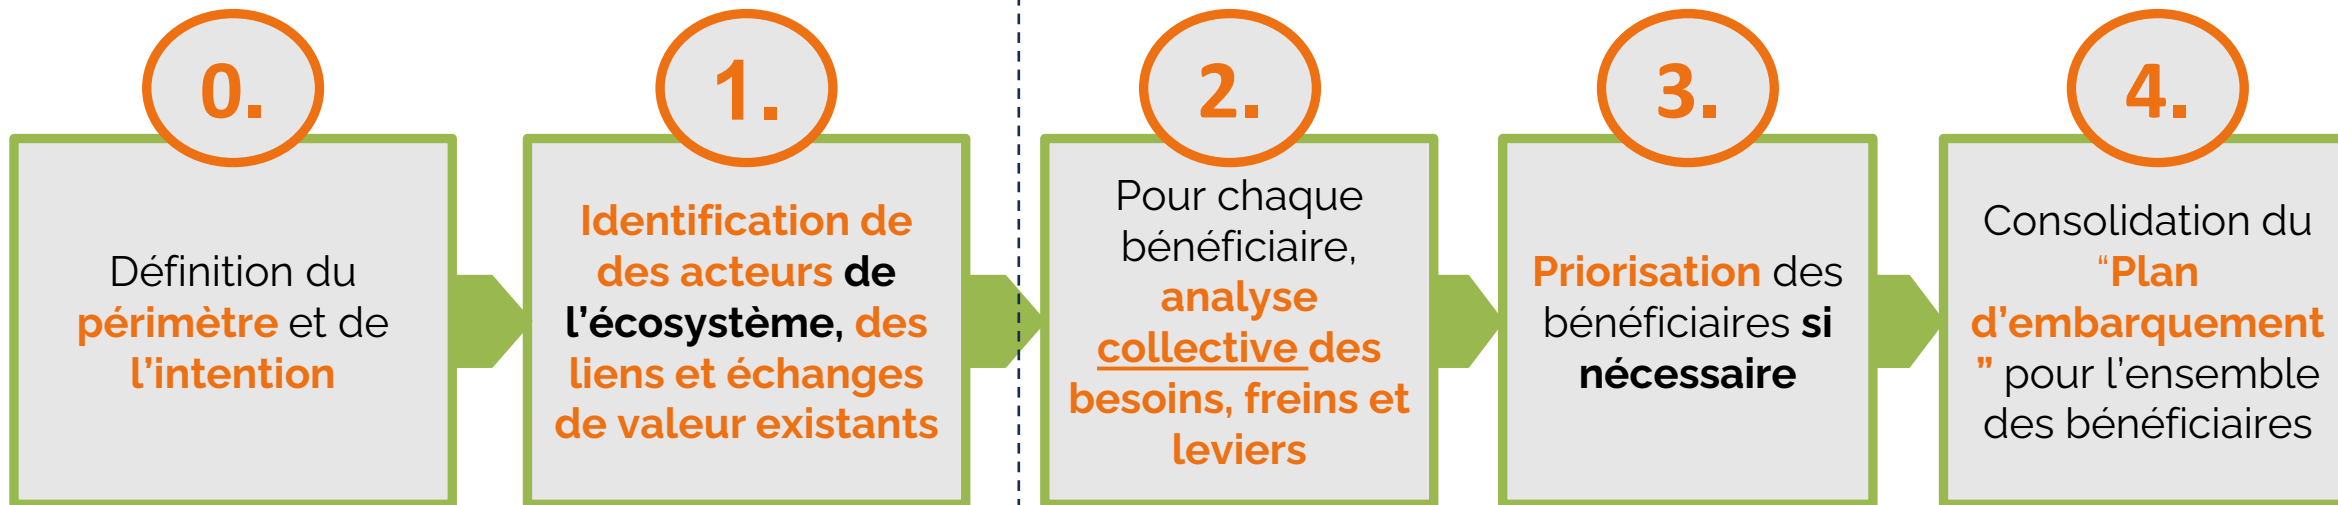 0.
Définition du
périmètre et de
l’intention
1.
Identification de
des acteurs de
l’écosystème, des
liens et échanges
de valeur existants
2.
Pour chaque
bénéficiaire,
analyse
collective des
besoins, freins et
leviers
3.
Priorisation des
bénéficiaires si
nécessaire
4.
Consolidation du
“Plan
d’embarquement
” pour l’ensemble
des bénéficiaires